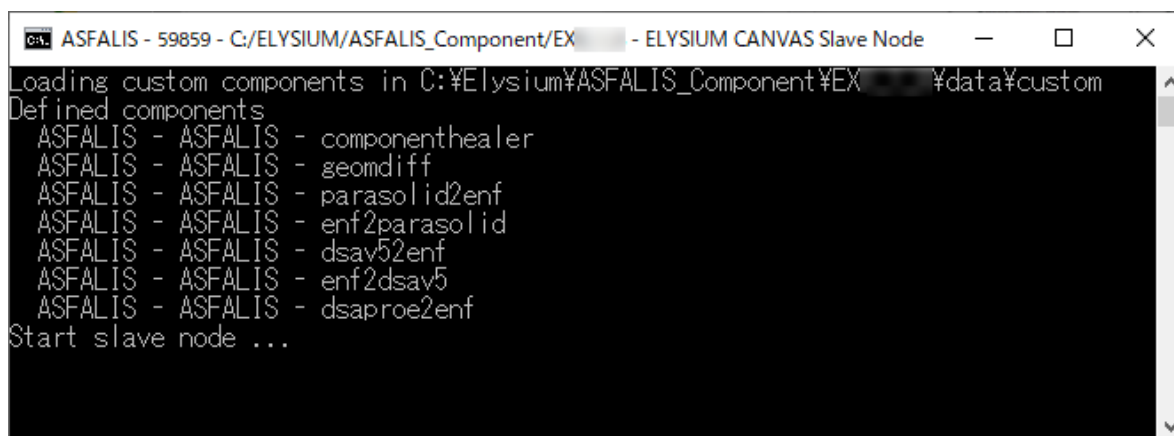 ASFALIS - 59859 - C:/ELYSIUM/ASFALIS_Component/EX - ELYSIUM CANVAS Slave Node
Loading custom components in C:¥Elysium¥ASFALIS_Component¥EX ¥data¥custom
Defined components
ASFALIS - ASFALIS - componenthealer
ASFALIS - ASFALIS - geomdiff
ASFALIS - ASFALIS - parasolid2enf
ASFALIS - ASFALIS - enf2parasolid
ASFALIS - ASFALIS - dsav52enf
ASFALIS - ASFALIS - enf2dsav5
ASFALIS - ASFALIS - dsaproe2enf
Start slave node ...